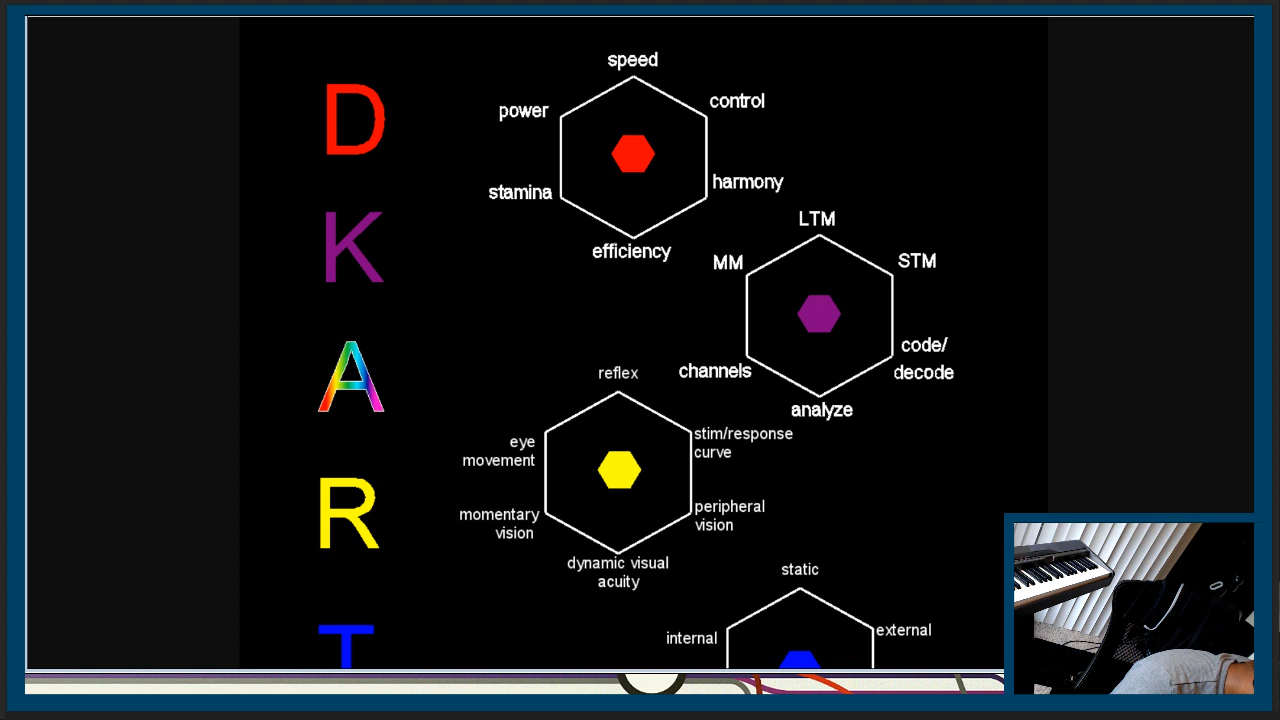 D
speed
power
control
stamina
harmony
efficiency
K
LTM
MM
STM
channels
code/
decode
analyze
A
reflex
eye
movement
stim/response
curve
momentary
vision
peripheral
vision
dynamic visual
acuity
R
static
internal
external
T